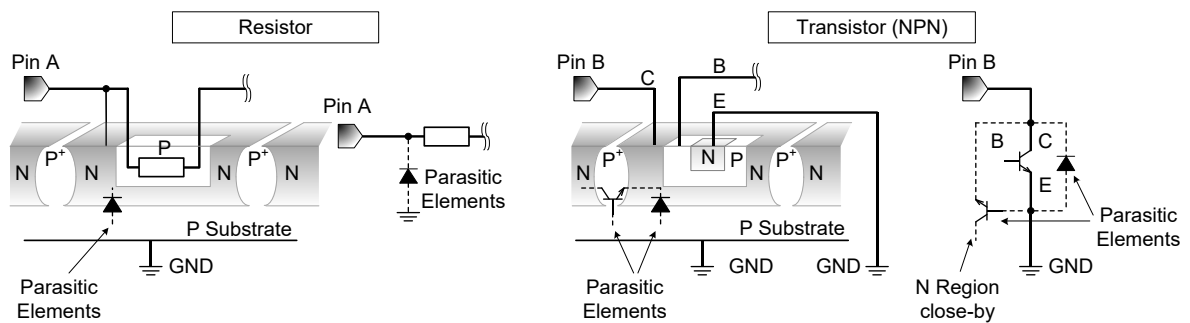 Resistor
Pin A
N
P+
N
P
N
P+
N
P Substrate
GND
Parasitic
Elements
Pin A
Parasitic
Elements
Transistor (NPN)
Pin B
C
B
E
N
P+
N
N
P
N
P+
N
P Substrate
GND
GND
Parasitic
Elements
Pin B
B
C
E
Parasitic
Elements
GND
N Region
close-by